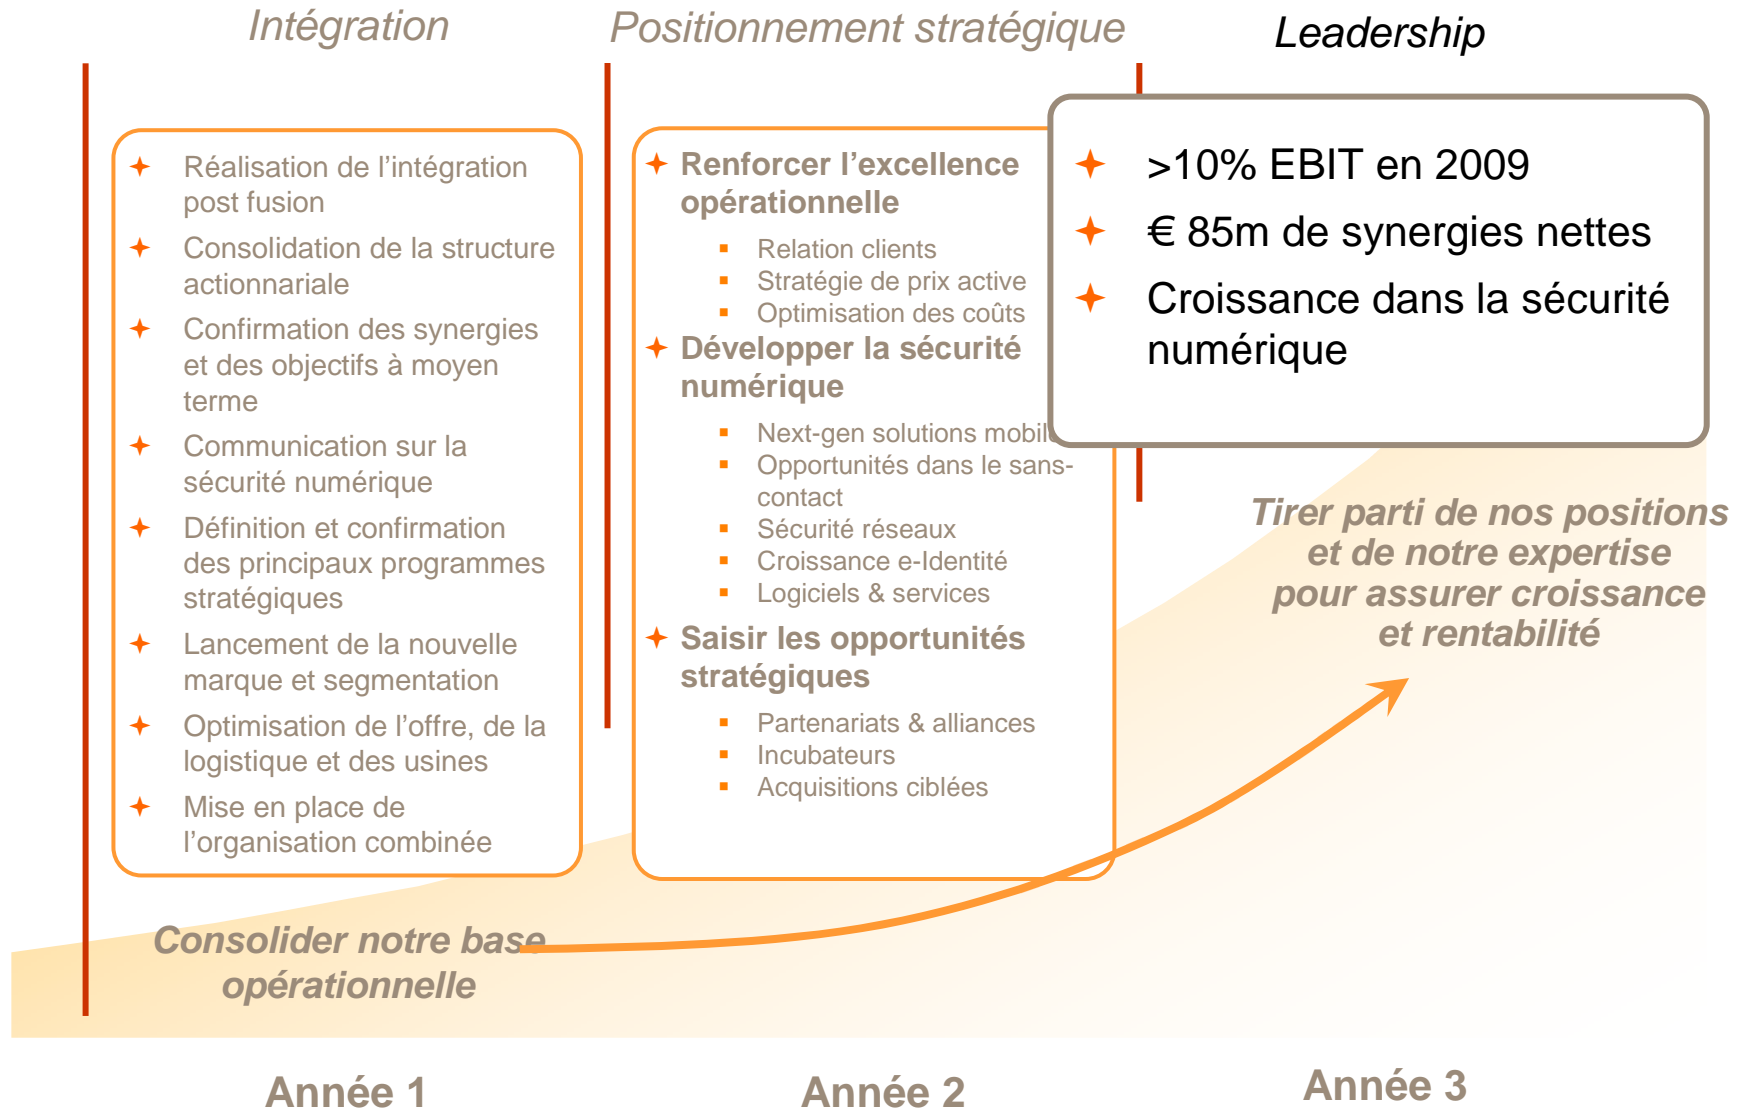 Intégration
Réalisation de l’intégration
post fusion
Consolidation de la structure
actionnariale
Confirmation des synergies
et des objectifs à moyen
terme
Communication sur la
sécurité numérique
Définition et confirmation
des principaux programmes
stratégiques
Lancement de la nouvelle
marque et segmentation
Optimisation de l’offre, de la
logistique et des usines
Mise en place de
l’organisation combinée
Consolider notre base
opérationnelle
Année 1
Positionnement stratégique
Renforcer l’excellence
opérationnelle
Relation clients
Stratégie de prix active
Optimisation des coûts
Développer la sécurité
numérique
Next-gen solutions mobile
Opportunités dans le sans-
contact
Sécurité réseaux
Croissance e-Identité
Logiciels & services
Saisir les opportunités
stratégiques
Partenariats & alliances
Incubateurs
Acquisitions ciblées
Année 2
Leadership
>10% EBIT en 2009
€ 85m de synergies nettes
Croissance dans la sécurité
numérique
Tirer parti de nos positions
et de notre expertise
pour assurer croissance
et rentabilité
Année 3